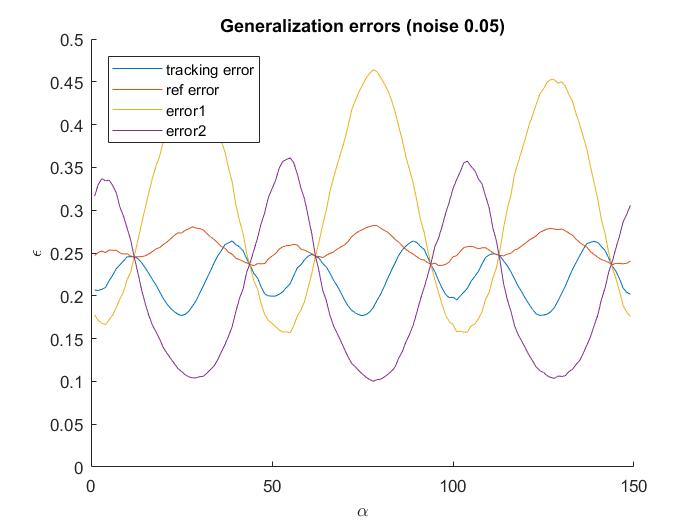 Generalization errors (noise 0.05)
0.5
0.45
0.4
0.35
0.3
0.25
0.2
0.15
0.1
0.05
0
ϵ
tracking error
ref error
error1
error2
0 50 100 150
α